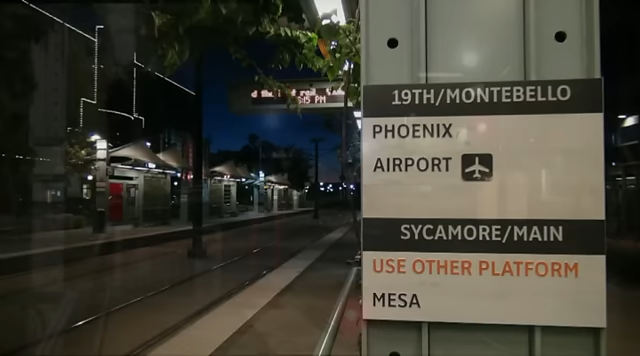 19TH/MONTEBELLO
PHOENIX
AIRPORT
SYCAMORE/MAIN
USE OTHER PLATFORM
MESA